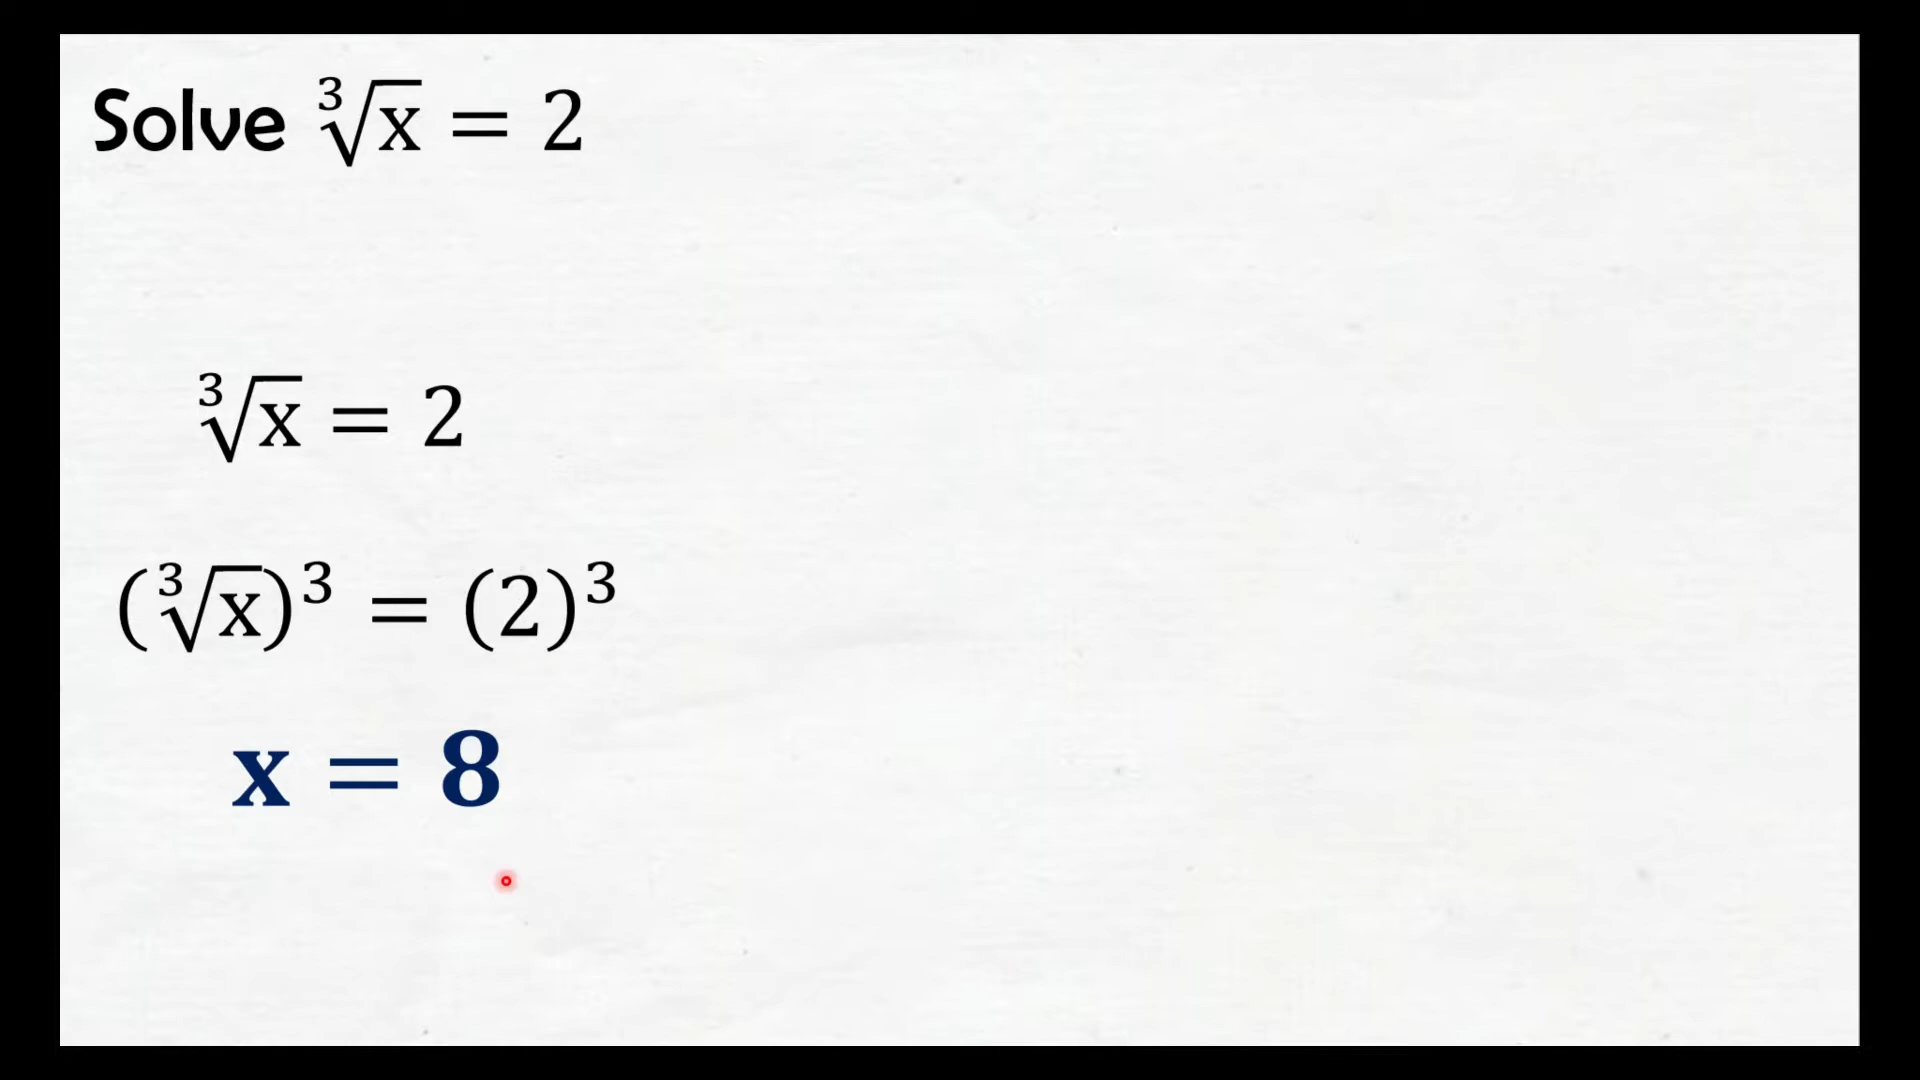 Solve ∛x = 2
∛x = 2
(∛x)³ = (2)³
x = 8